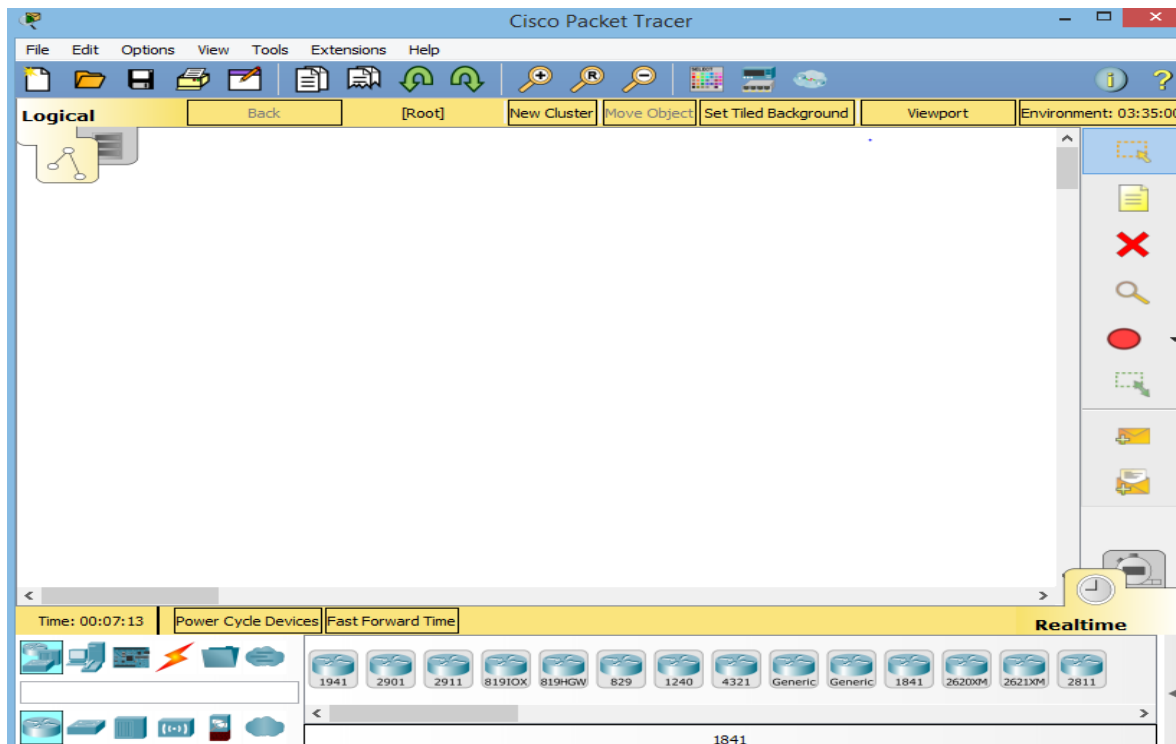 Cisco Packet Tracer
File Edit Options View Tools Extensions Help
Logical Back [Root] New Cluster Move Object Set Tiled Background Viewport Environment: 03:35:00
Time: 00:07:13 Power Cycle Devices Fast Forward Time Realtime
1941 2901 2911 819IOX 819HGW 829 1240 4321 Generic Generic 1841 2620XM 2621XM 2811
1841